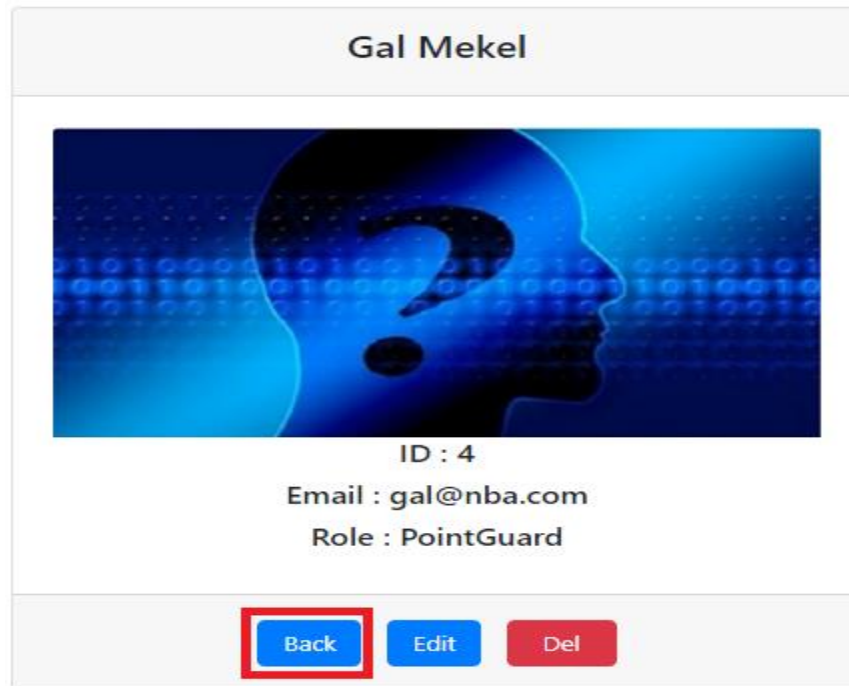 Gal Mekel
ID : 4
Email : gal@nba.com
Role : PointGuard
Back Edit Del